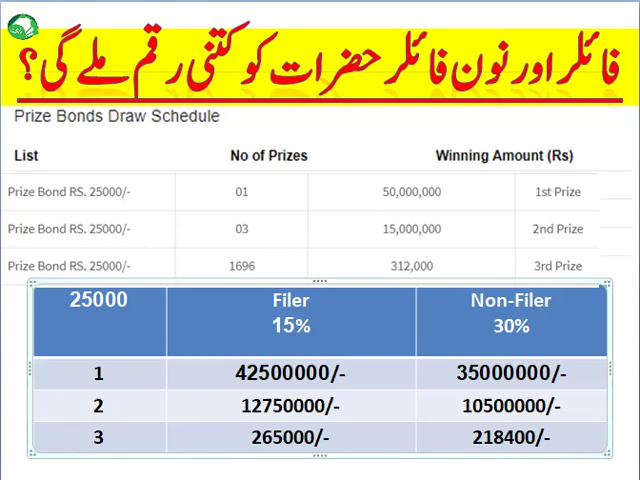 فائلر اور نون فائلر حضرات کو کتنی رقم ملے گی؟
Prize Bonds Draw Schedule
List No of Prizes Winning Amount (Rs)
Prize Bond RS. 25000/- 01 50,000,000 1st Prize
Prize Bond RS. 25000/- 03 15,000,000 2nd Prize
Prize Bond RS. 25000/- 1696 312,000 3rd Prize
25000 Filer Non-Filer
15% 30%
1 42500000/- 35000000/-
2 12750000/- 10500000/-
3 265000/- 218400/-